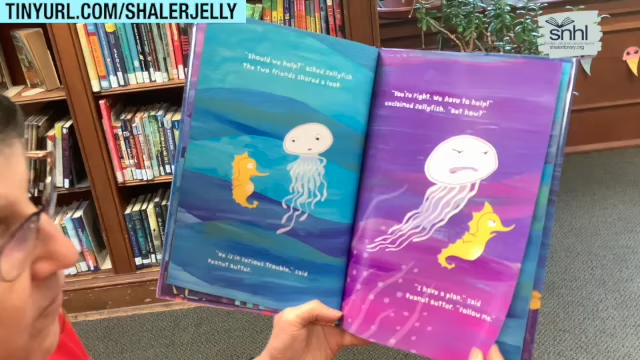 TINYURL.COM/SHALERJELLY
snhl
shalerlibrary.org
"Should we help?" asked Jellyfish.
The two friends shared a look.
"He is in serious trouble," said
Peanut Butter.
"You're right. We have to help!"
exclaimed Jellyfish. "But how?"
"I have a plan," said
Peanut Butter. "Follow me."